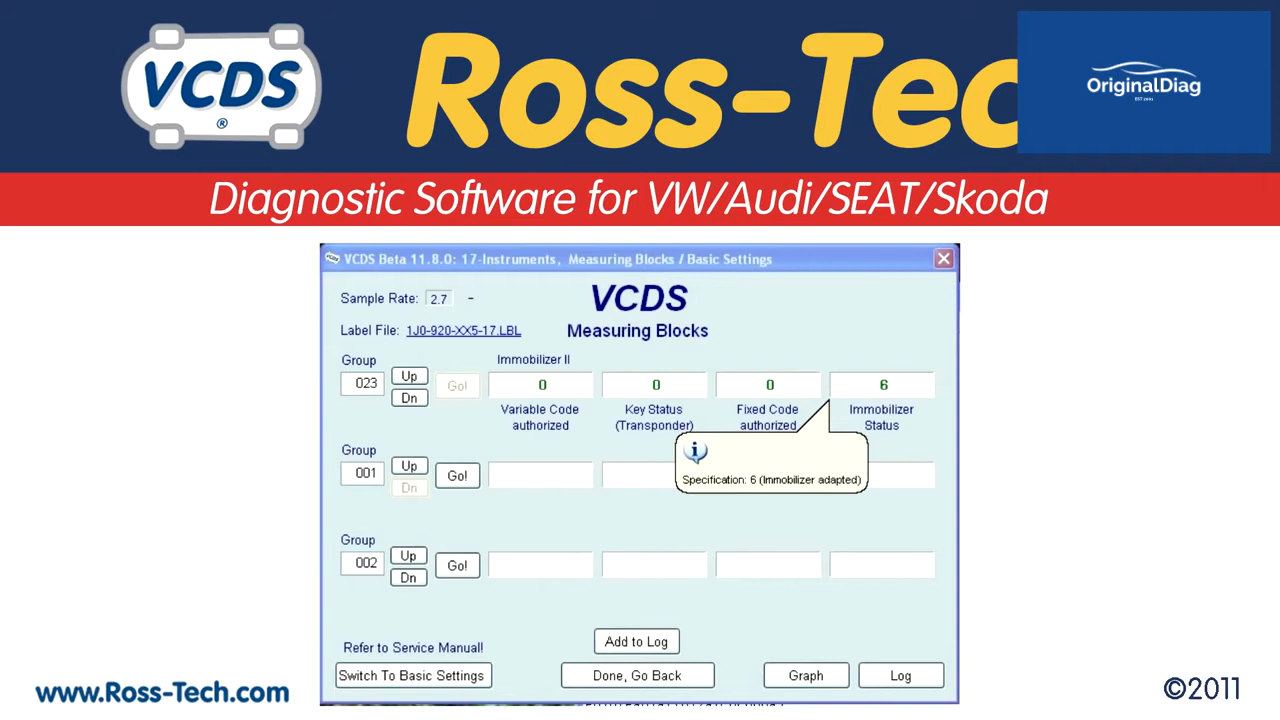 VCDS
®
Ross-Tec
OriginalDiag
EST 2001
Diagnostic Software for VW/Audi/SEAT/Skoda
VCDS Beta 11.8.0: 17-Instruments, Measuring Blocks / Basic Settings
Sample Rate: 2.7 -
VCDS
Label File: 1J0-920-XX5-17.LBL
Measuring Blocks
Group
Immobilizer II
023
Up
Dn
Go!
0
0
0
6
Variable Code
authorized
Key Status
(Transponder)
Fixed Code
authorized
Immobilizer
Status
Specification: 6 (Immobilizer adapted)
Group
001
Up
Dn
Go!
Group
002
Up
Dn
Go!
Refer to Service Manual!
Add to Log
Switch To Basic Settings
Done, Go Back
Graph
Log
www.Ross-Tech.com
©2011